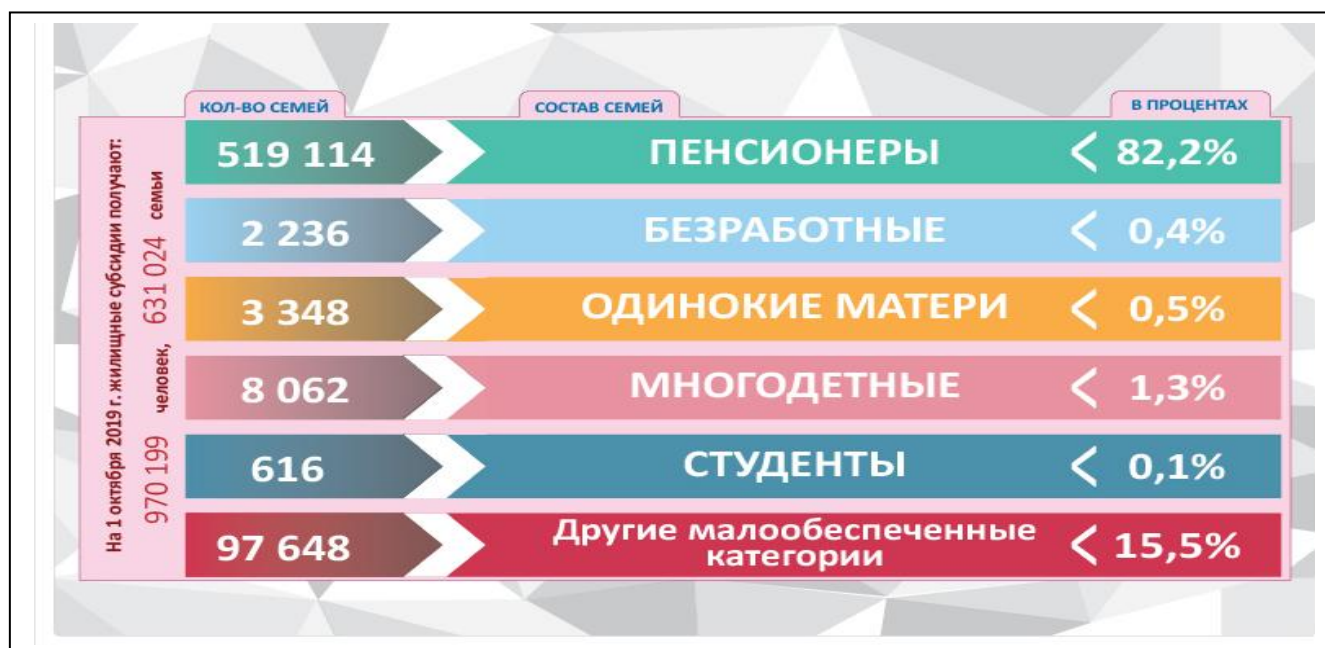 КОЛ-ВО СЕМЕЙ СОСТАВ СЕМЕЙ В ПРОЦЕНТАХ
На 1 октября 2019 г. жилищные субсидии получают:
970 199 человек, 631 024 семьи
519 114 ПЕНСИОНЕРЫ < 82,2%
2 236 БЕЗРАБОТНЫЕ < 0,4%
3 348 ОДИНОКИЕ МАТЕРИ < 0,5%
8 062 МНОГОДЕТНЫЕ < 1,3%
616 СТУДЕНТЫ < 0,1%
97 648 Другие малообеспеченные
категории < 15,5%